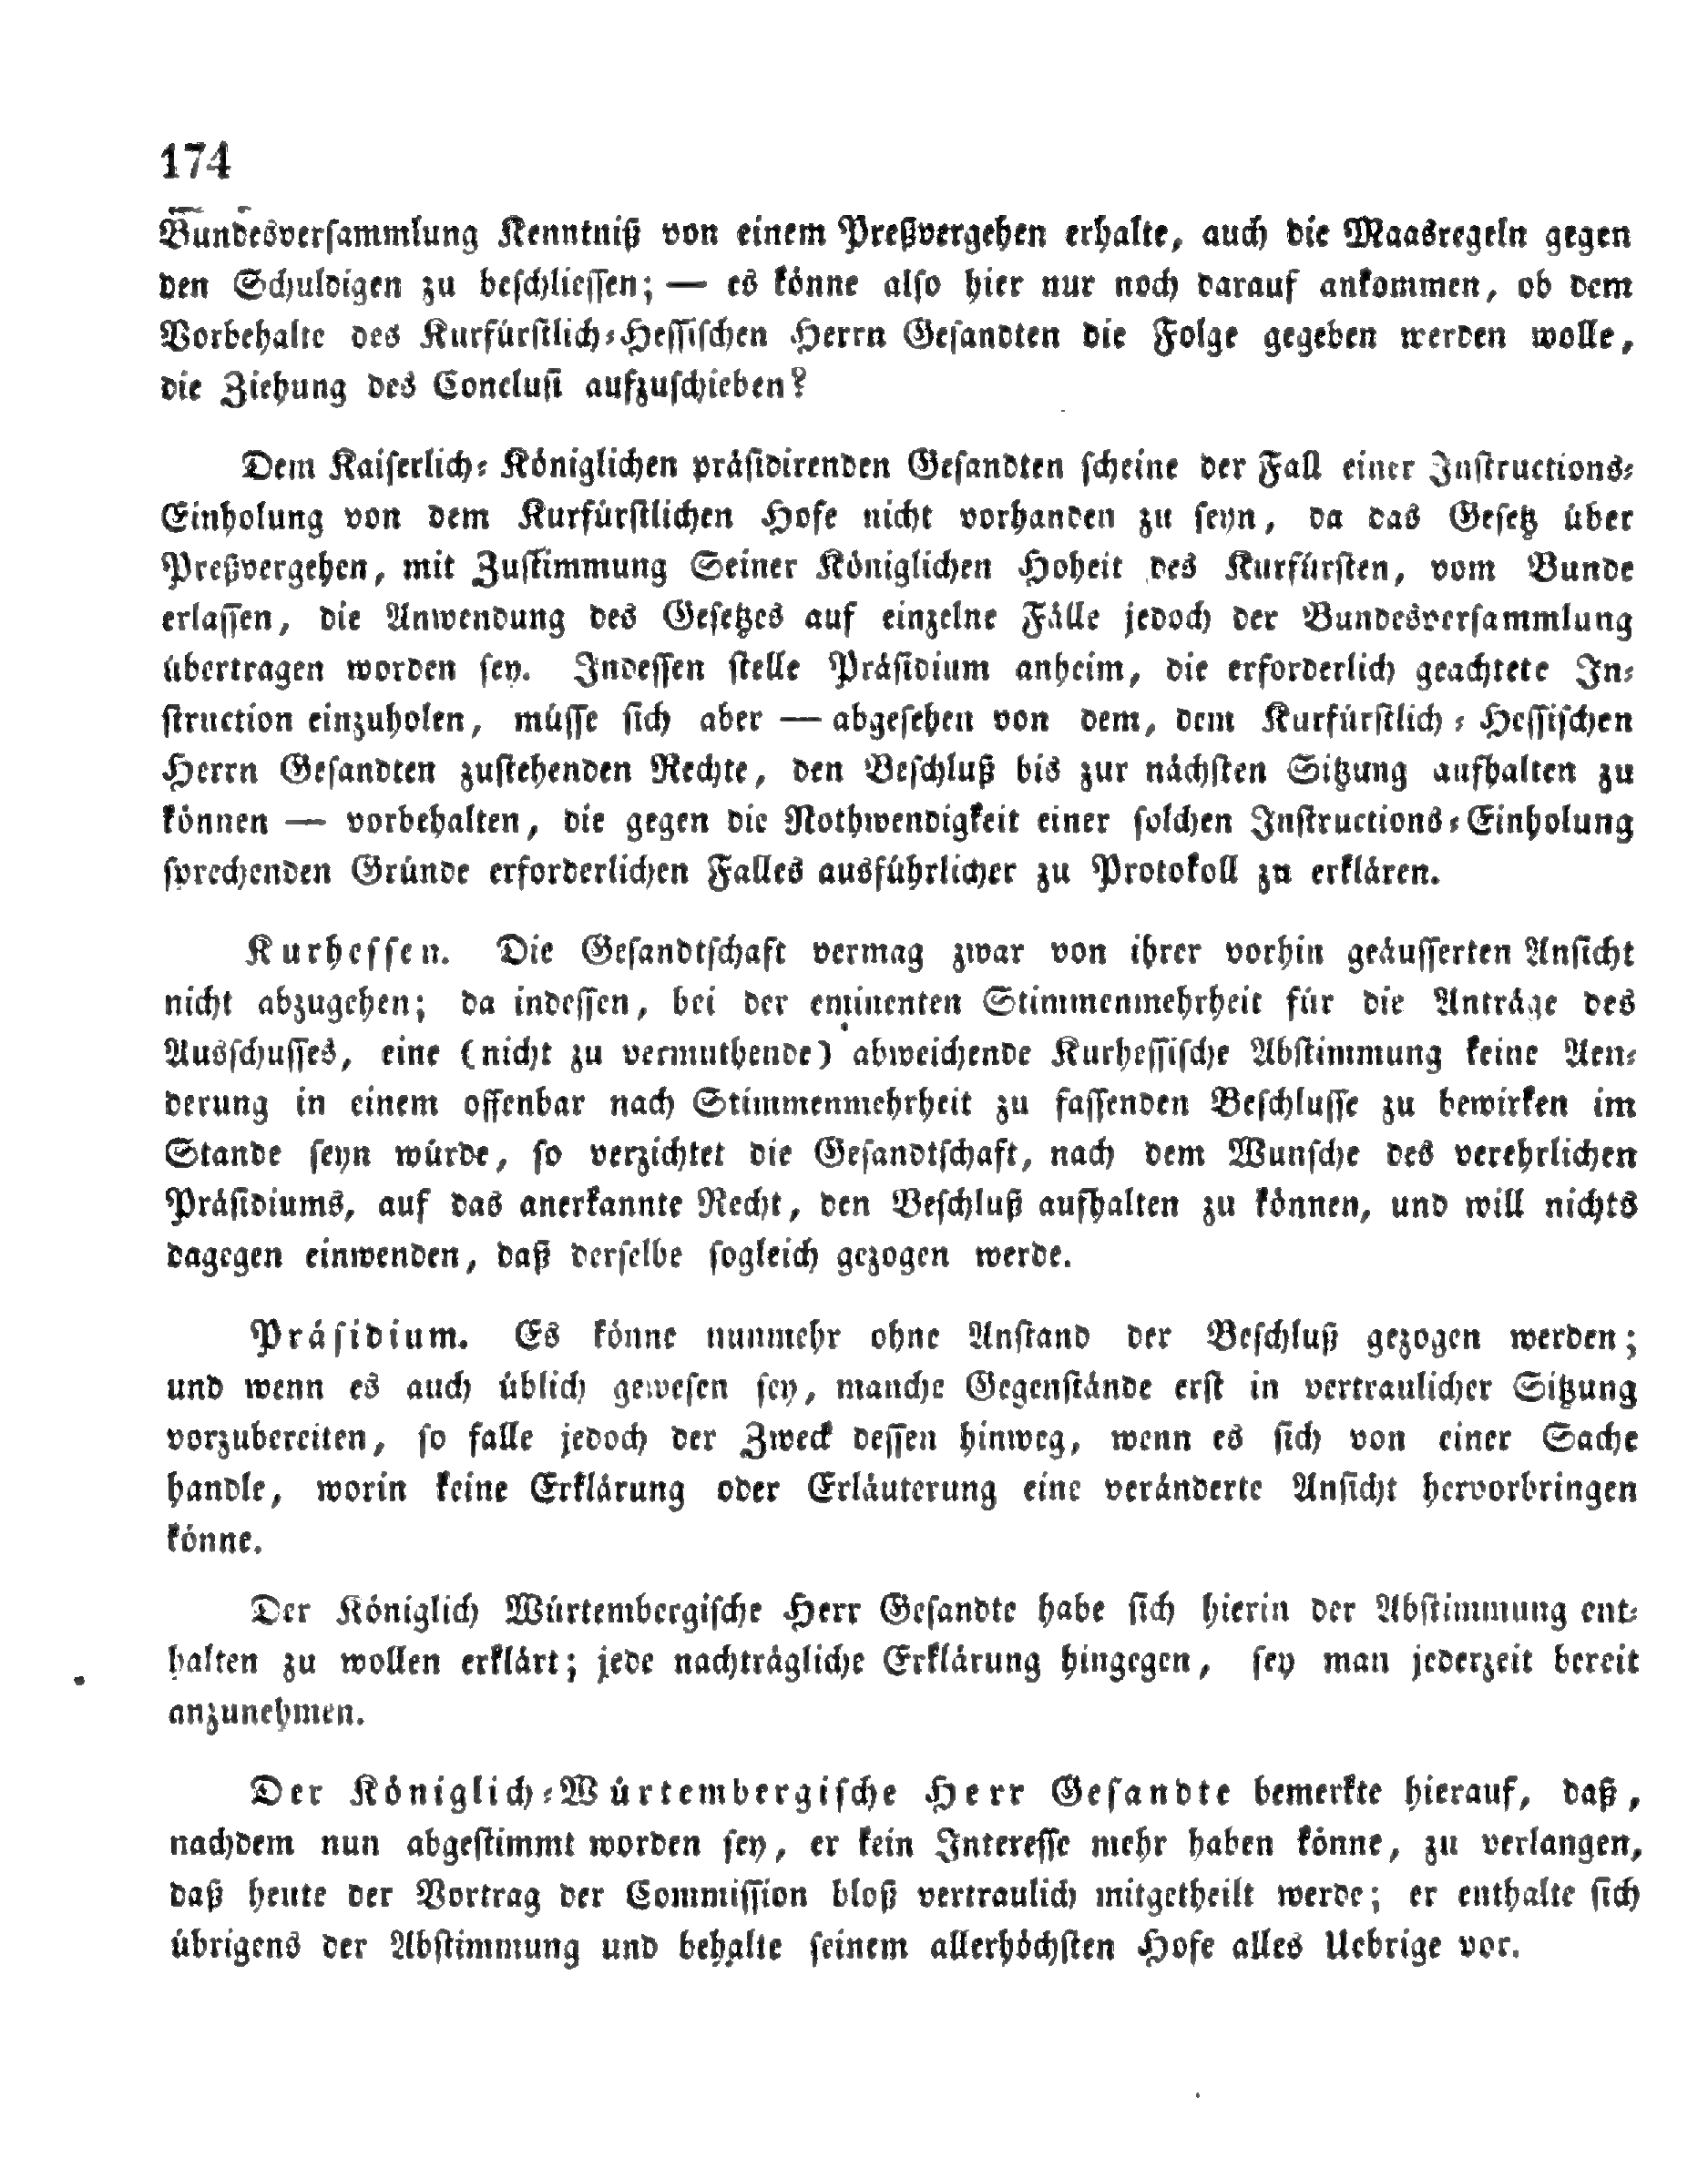 174
Bundesversammlung Kenntniß von einem Preßvergehen erhalte, auch die Maasregeln gegen
den Schuldigen zu beschliessen; — es könne also hier nur noch darauf ankommen, ob dem
Vorbehalte des Kurfürstlich-Hessischen Herrn Gesandten die Folge gegeben werden wolle,
die Ziehung des Conclusi aufzuschieben?
Dem Kaiserlich-Königlichen präsidirenden Gesandten scheine der Fall einer Instructions-
Einholung von dem Kurfürstlichen Hofe nicht vorhanden zu seyn, da das Gesetz über
Preßvergehen, mit Zustimmung Seiner Königlichen Hoheit des Kurfürsten, vom Bunde
erlassen, die Anwendung des Gesetzes auf einzelne Fälle jedoch der Bundesversammlung
übertragen worden sey. Indessen stelle Präsidium anheim, die erforderlich geachtete In-
struction einzuholen, müsse sich aber — abgesehen von dem, dem Kurfürstlich-Hessischen
Herrn Gesandten zustehenden Rechte, den Beschluß bis zur nächsten Sitzung aufhalten zu
können — vorbehalten, die gegen die Nothwendigkeit einer solchen Instructions-Einholung
sprechenden Gründe erforderlichen Falles ausführlicher zu Protokoll zu erklären.
Kurhessen. Die Gesandtschaft vermag zwar von ihrer vorhin geäusserten Ansicht
nicht abzugehen; da indessen, bei der eminenten Stimmenmehrheit für die Anträge des
Ausschusses, eine (nicht zu vermuthende) abweichende Kurhessische Abstimmung keine Aen-
derung in einem offenbar nach Stimmenmehrheit zu fassenden Beschlusse zu bewirken im
Stande seyn würde, so verzichtet die Gesandtschaft, nach dem Wunsche des verehrlichen
Präsidiums, auf das anerkannte Recht, den Beschluß aufhalten zu können, und will nichts
dagegen einwenden, daß derselbe sogleich gezogen werde.
Präsidium. Es könne nunmehr ohne Anstand der Beschluß gezogen werden;
und wenn es auch üblich gewesen sey, manche Gegenstände erst in vertraulicher Sitzung
vorzubereiten, so falle jedoch der Zweck dessen hinweg, wenn es sich von einer Sache
handle, worin keine Erklärung oder Erläuterung eine veränderte Ansicht hervorbringen
könne.
Der Königlich Würtembergische Herr Gesandte habe sich hierin der Abstimmung ent-
halten zu wollen erklärt; jede nachträgliche Erklärung hingegen, sey man jederzeit bereit
anzunehmen.
Der Königlich-Würtembergische Herr Gesandte bemerkte hierauf, daß,
nachdem nun abgestimmt worden sey, er kein Interesse mehr haben könne, zu verlangen,
daß heute der Vortrag der Commission bloß vertraulich mitgetheilt werde; er enthalte sich
übrigens der Abstimmung und behalte seinem allerhöchsten Hofe alles Uebrige vor.